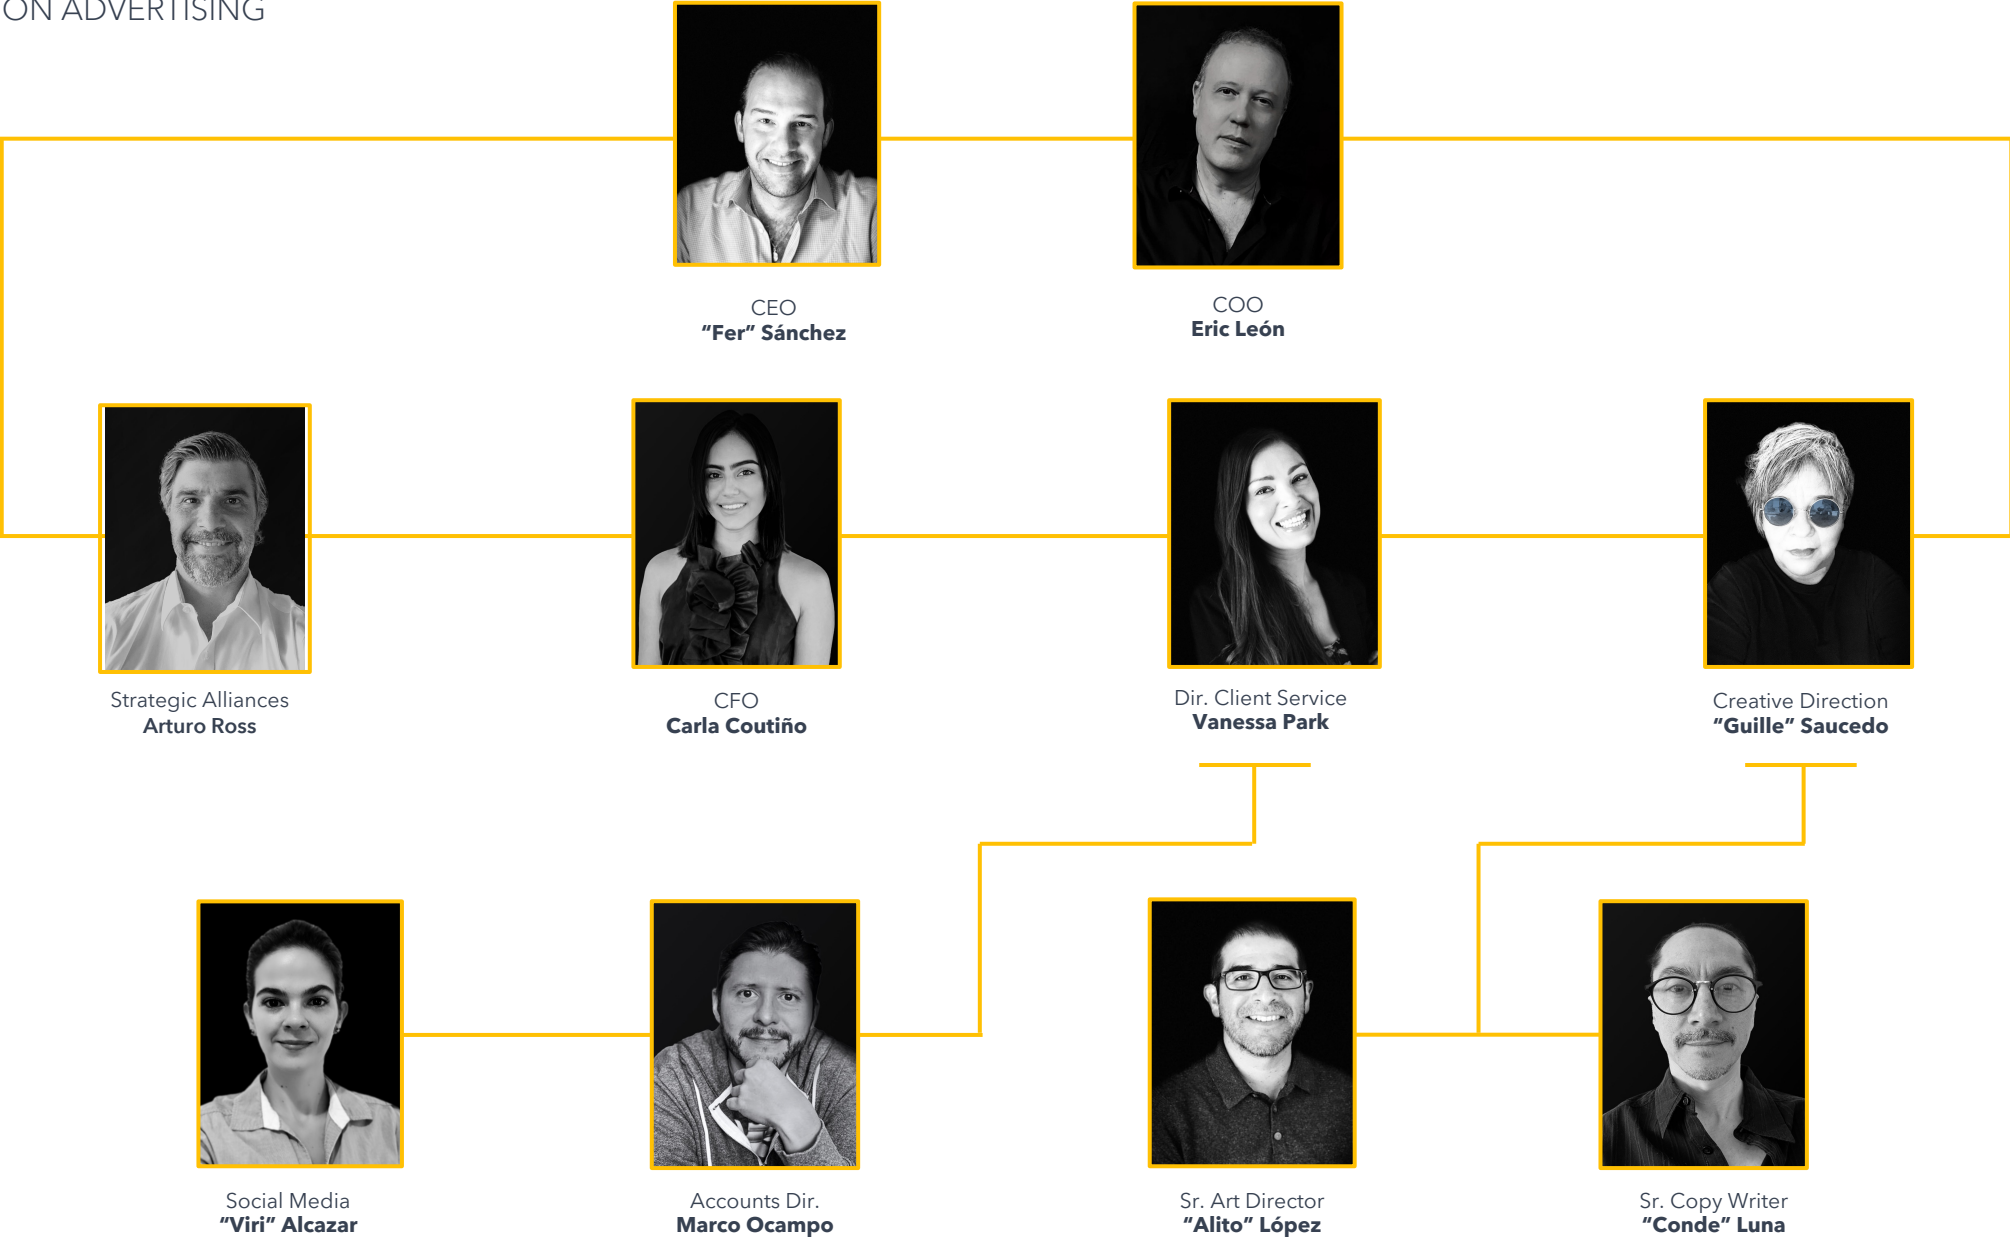 ON ADVERTISING
CEO
“Fer” Sánchez
COO
Eric León
Strategic Alliances
Arturo Ross
CFO
Carla Coutiño
Dir. Client Service
Vanessa Park
Creative Direction
“Guille” Saucedo
Social Media
“Viri” Alcazar
Accounts Dir.
Marco Ocampo
Sr. Art Director
“Alito” López
Sr. Copy Writer
“Conde” Luna